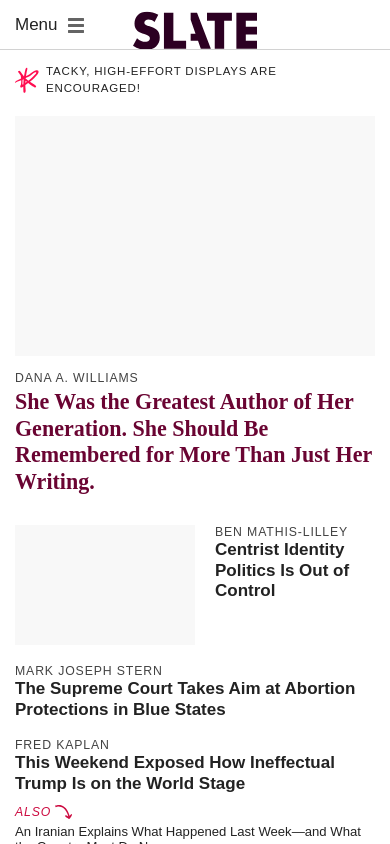 Menu
SLATE
TACKY, HIGH-EFFORT DISPLAYS ARE
ENCOURAGED!
DANA A. WILLIAMS
She Was the Greatest Author of Her
Generation. She Should Be
Remembered for More Than Just Her
Writing.
BEN MATHIS-LILLEY
Centrist Identity
Politics Is Out of
Control
MARK JOSEPH STERN
The Supreme Court Takes Aim at Abortion
Protections in Blue States
FRED KAPLAN
This Weekend Exposed How Ineffectual
Trump Is on the World Stage
ALSO
An Iranian Explains What Happened Last Week—and What